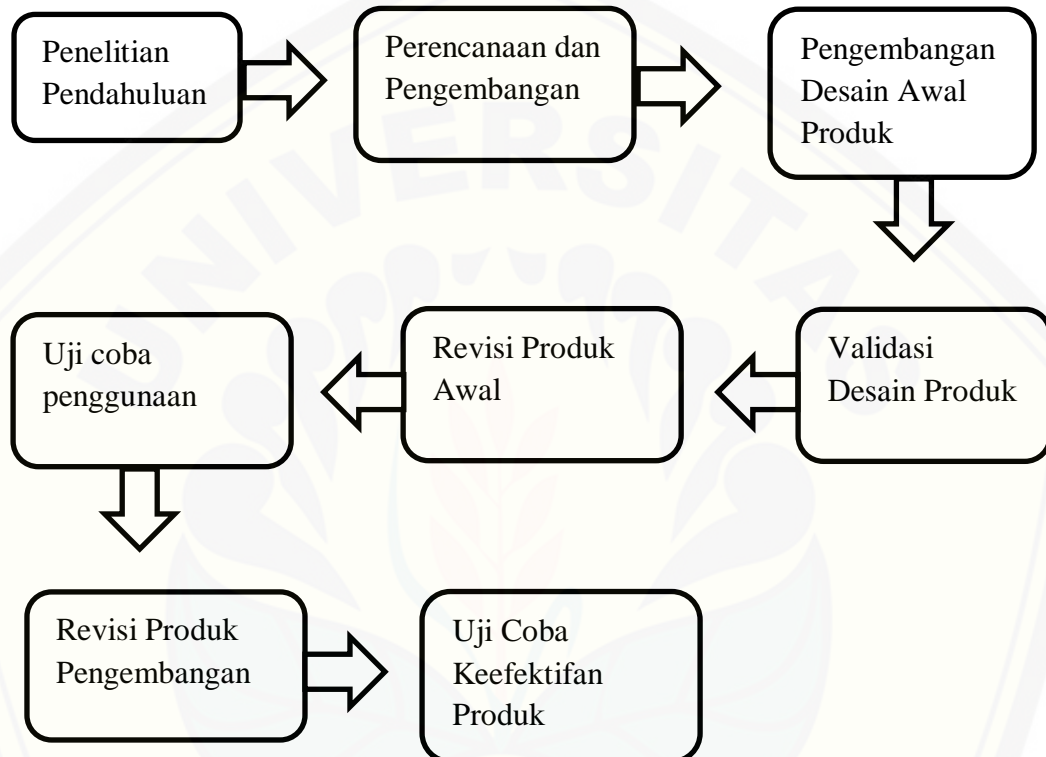 Penelitian
Pendahuluan
Perencanaan dan
Pengembangan
Pengembangan
Desain Awal
Produk
Validasi
Desain Produk
Revisi Produk
Awal
Uji coba
penggunaan
Revisi Produk
Pengembangan
Uji Coba
Keefektifan
Produk
UNIVERSITAS